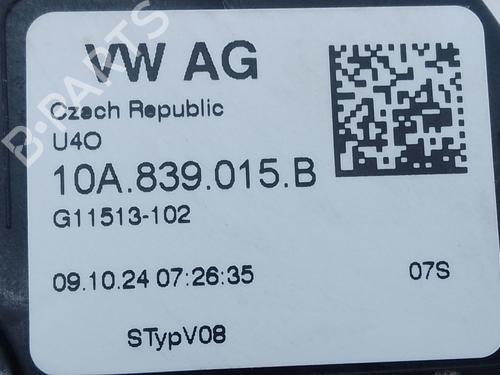 VW AG
Czech Republic
U4O
10A.839.015.B
G11513-102
09.10.24 07:26:35
07S
STypV08
B-PARTS